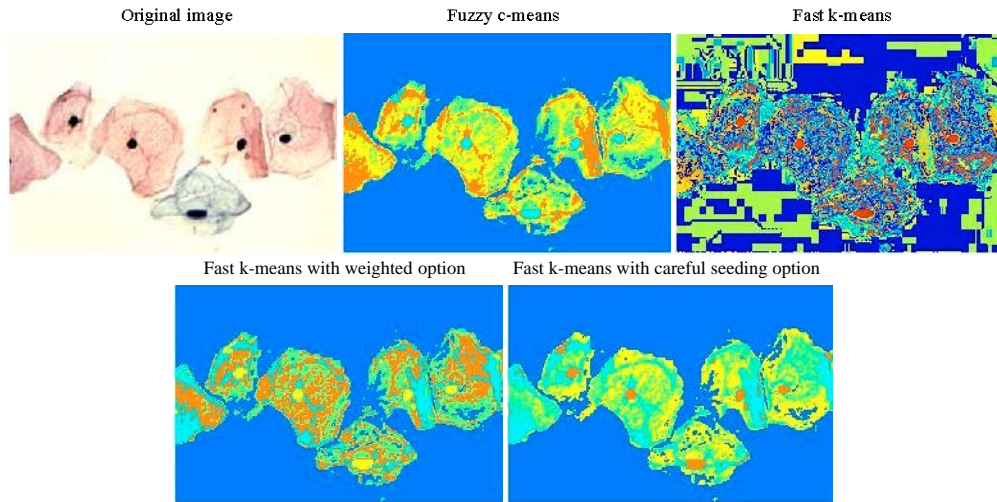 Original image
Fuzzy c-means
Fast k-means
Fast k-means with weighted option
Fast k-means with careful seeding option